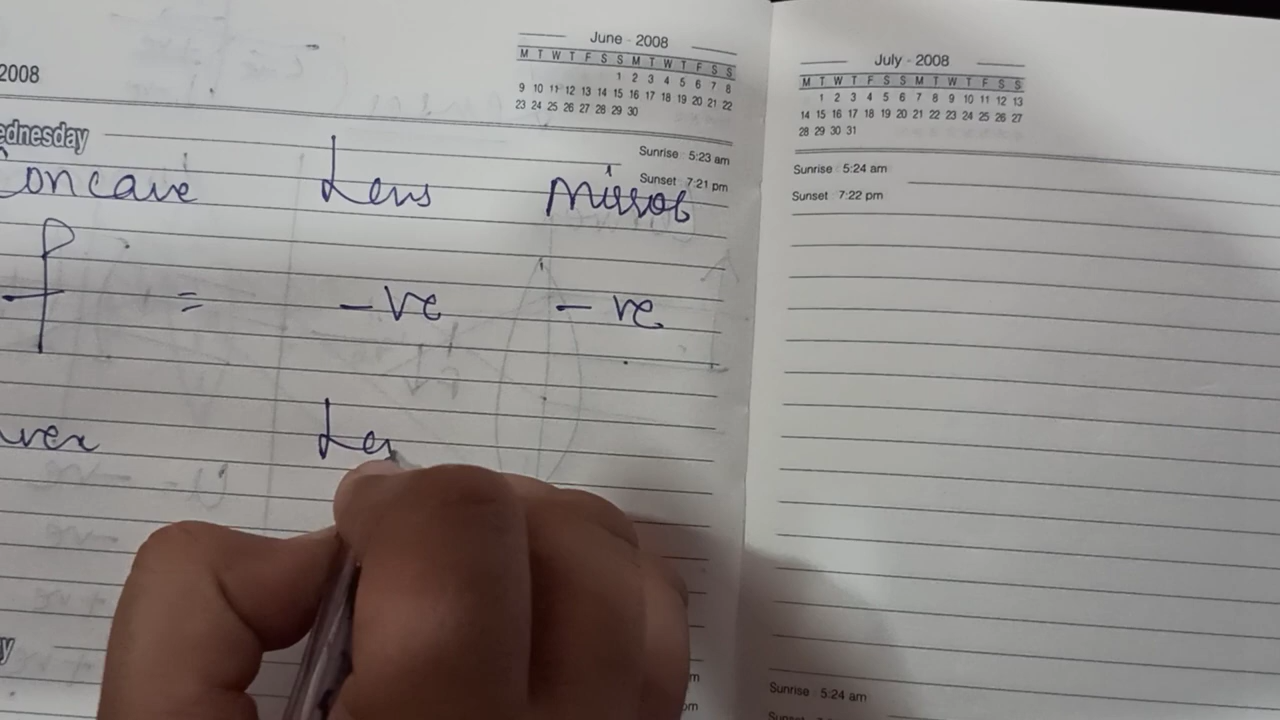 June - 2008
M T W T F S S M T W T F S S
1 2 3 4 5 6 7 8
9 10 11 12 13 14 15 16 17 18 19 20 21 22
23 24 25 26 27 28 29 30
2008
ednesday
Sunrise 5:23 am
Sunset 7:21 pm
Concave Lens Mirror
f = -ve -ve
vex Len
y
m
pm
July - 2008
M T W T F S S M T W T F S S
1 2 3 4 5 6 7 8 9 10 11 12 13
14 15 16 17 18 19 20 21 22 23 24 25 26 27
28 29 30 31
Sunrise 5:24 am
Sunset 7:22 pm
Sunrise 5:24 am